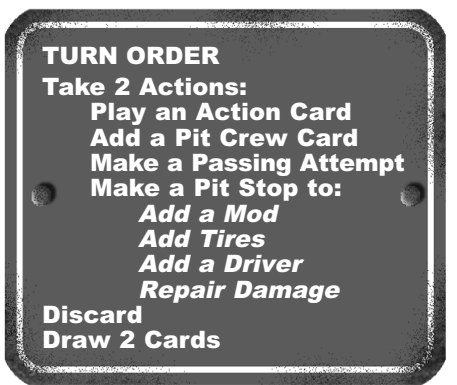 TURN ORDER
Take 2 Actions:
Play an Action Card
Add a Pit Crew Card
Make a Passing Attempt
Make a Pit Stop to:
Add a Mod
Add Tires
Add a Driver
Repair Damage
Discard
Draw 2 Cards